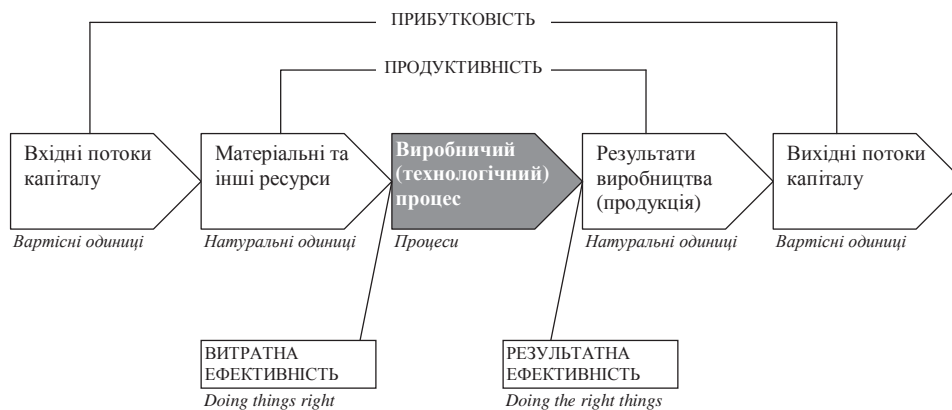 ПРИБУТКОВІСТЬ
ПРОДУКТИВНІСТЬ
Вхідні потоки
капіталу
Вартісні одиниці
Матеріальні та
інші ресурси
Натуральні одиниці
Виробничий
(технологічний)
процес
Процеси
Результати
виробництва
(продукція)
Натуральні одиниці
Вихідні потоки
капіталу
Вартісні одиниці
ВИТРАТНА
ЕФЕКТИВНІСТЬ
Doing things right
РЕЗУЛЬТАТНА
ЕФЕКТИВНІСТЬ
Doing the right things